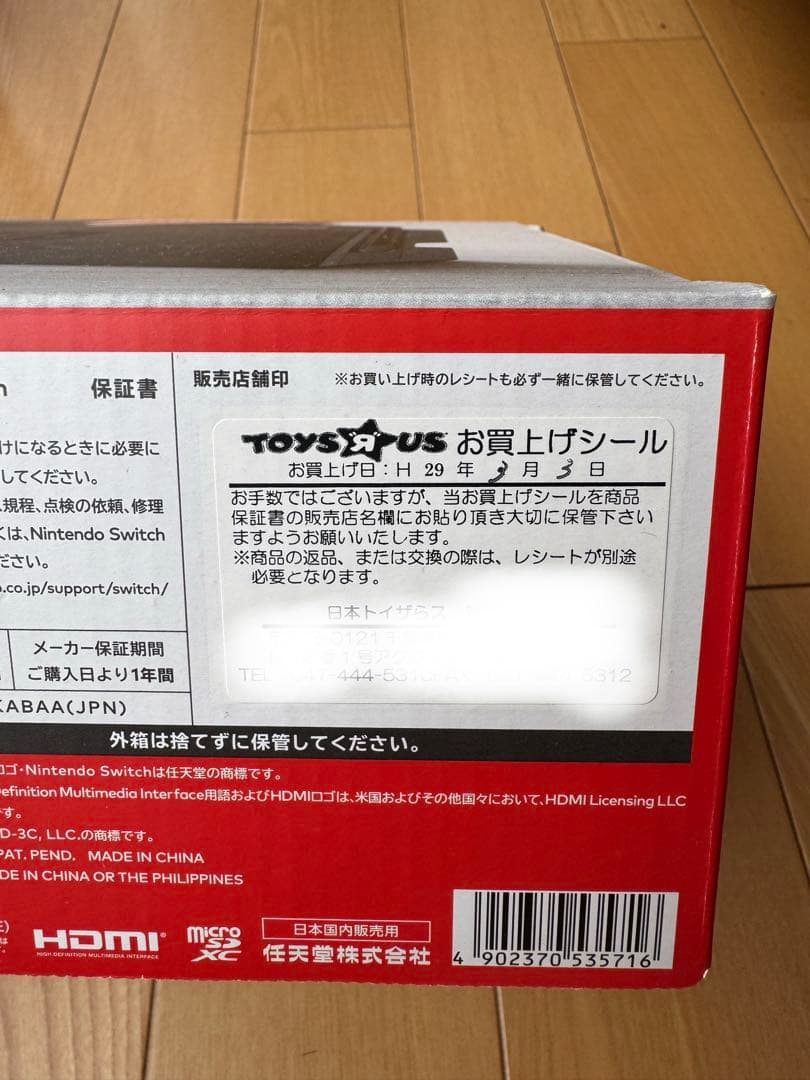 n 保証書
けになるときに必要に
してください。
規程、点検の依頼、修理
くは、Nintendo Switch
ださい。
o.co.jp/support/switch/
メーカー保証期間
ご購入日より1年間
KABAA(JPN)
販売店舗印 ※お買い上げ時のレシートも必ず一緒に保管してください。
TOYS"R"US お買上げシール
お買上げ日:H 29 年 3 月 3 日
お手数ではございますが、当お買上げシールを商品
保証書の販売店名欄にお貼り頂き大切に保管下さい
ますようお願いいたします。
※商品の返品、または交換の際は、レシートが別途
必要となります。
日本トイザらス
外箱は捨てずに保管してください。
ロゴ・Nintendo Switchは任天堂の商標です。
efinition Multimedia Interface用語およびHDMIロゴは、米国およびその他国々において、HDMI Licensing LLC
です。
D-3C, LLC.の商標です。
PAT. PEND. MADE IN CHINA
DE IN CHINA OR THE PHILIPPINES
HDMI
HIGH DEFINITION MULTIMEDIA INTERFACE
micro SD XC
日本国内販売用
任天堂株式会社
4 902370 535716